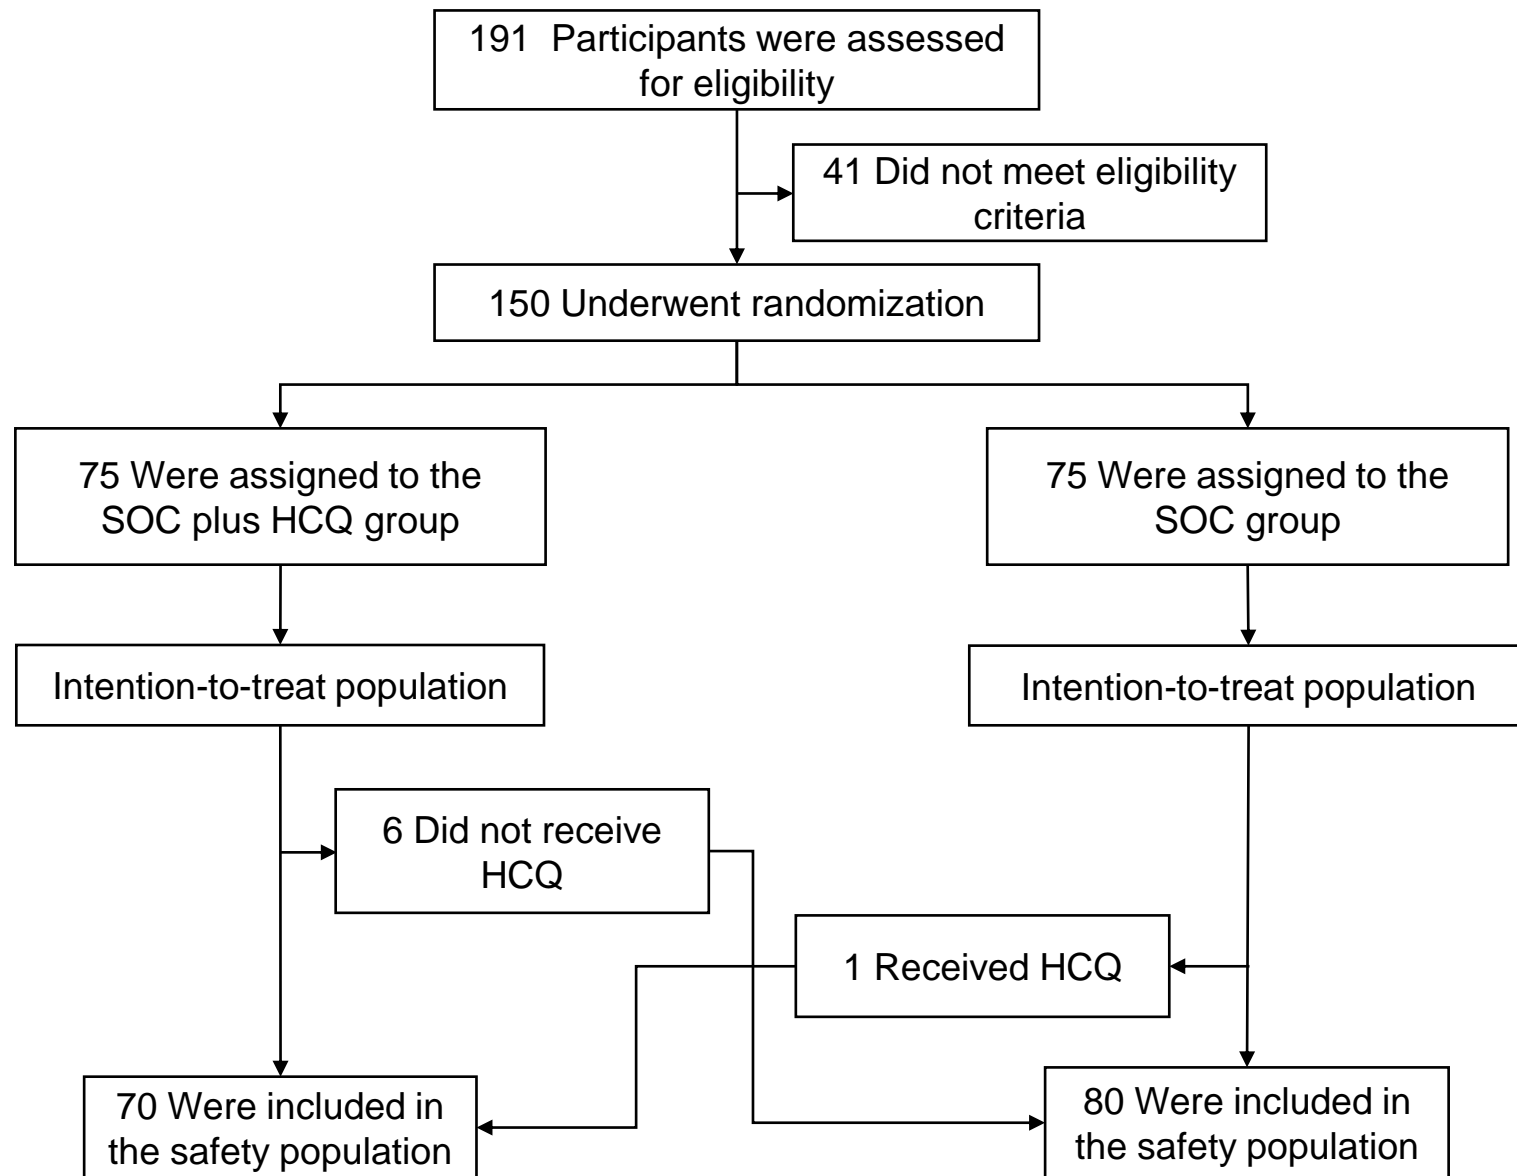 191  Participants were assessed
for eligibility
41 Did not meet eligibility
criteria
150 Underwent randomization
75 Were assigned to the
SOC plus HCQ group
75 Were assigned to the
SOC group
Intention-to-treat population
Intention-to-treat population
6 Did not receive
HCQ
1 Received HCQ
70 Were included in
the safety population
80 Were included in
the safety population